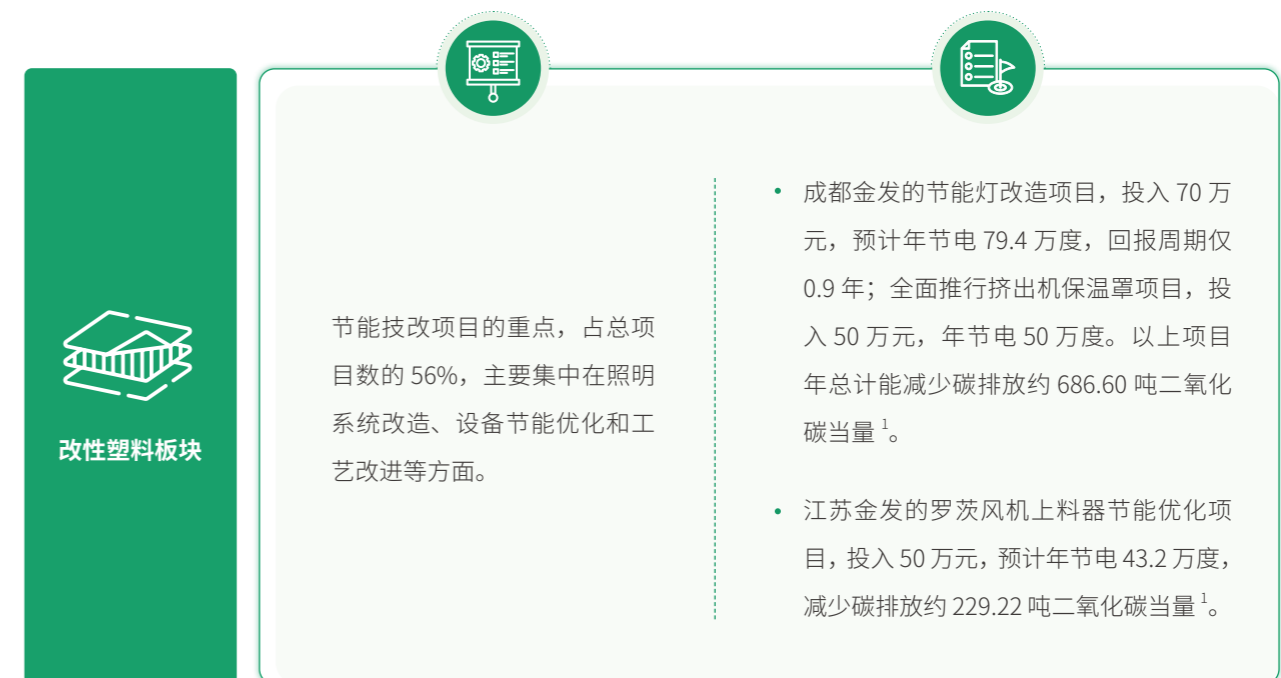 改性塑料板块
节能技改项目的重点，占总项
目数的 56%，主要集中在照明
系统改造、设备节能优化和工
艺改进等方面。
• 成都金发的节能灯改造项目，投入 70 万
元，预计年节电 79.4 万度，回报周期仅
0.9 年；全面推行挤出机保温罩项目，投
入 50 万元，年节电 50 万度。以上项目
年总计能减少碳排放约 686.60 吨二氧化
碳当量 1。
• 江苏金发的罗茨风机上料器节能优化项
目，投入 50 万元，预计年节电 43.2 万度，
减少碳排放约 229.22 吨二氧化碳当量 1。